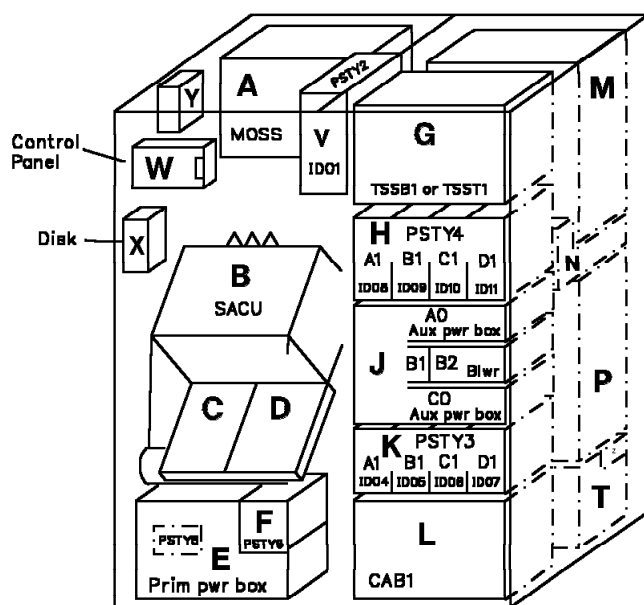 A
MOSS
PSTY2
V
ID01
G
TSSB1 or TSST1
M
Y
Control
Panel
W
Disk
X
B
SACU
H PSTY4
A1 B1 C1 D1
ID08 ID09 ID10 ID11
N
A0
Aux pwr box
J
B1 B2 Blwr
C0
Aux pwr box
P
C D
K PSTY3
A1 B1 C1 D1
ID04 ID05 ID06 ID07
T
F
E
Prim pwr box
L
CAB1